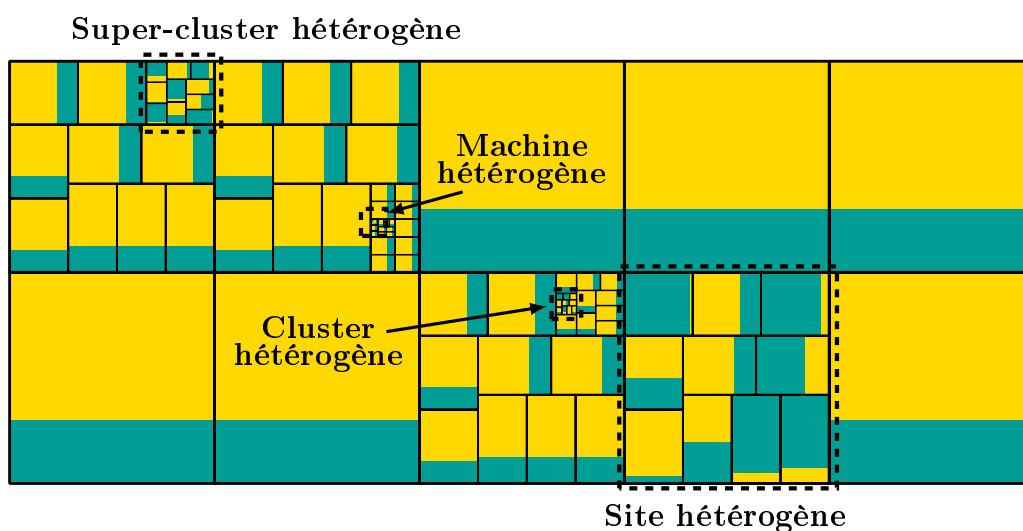 Super-cluster hétérogène
Machine
hétérogène
Cluster
hétérogène
Site hétérogène